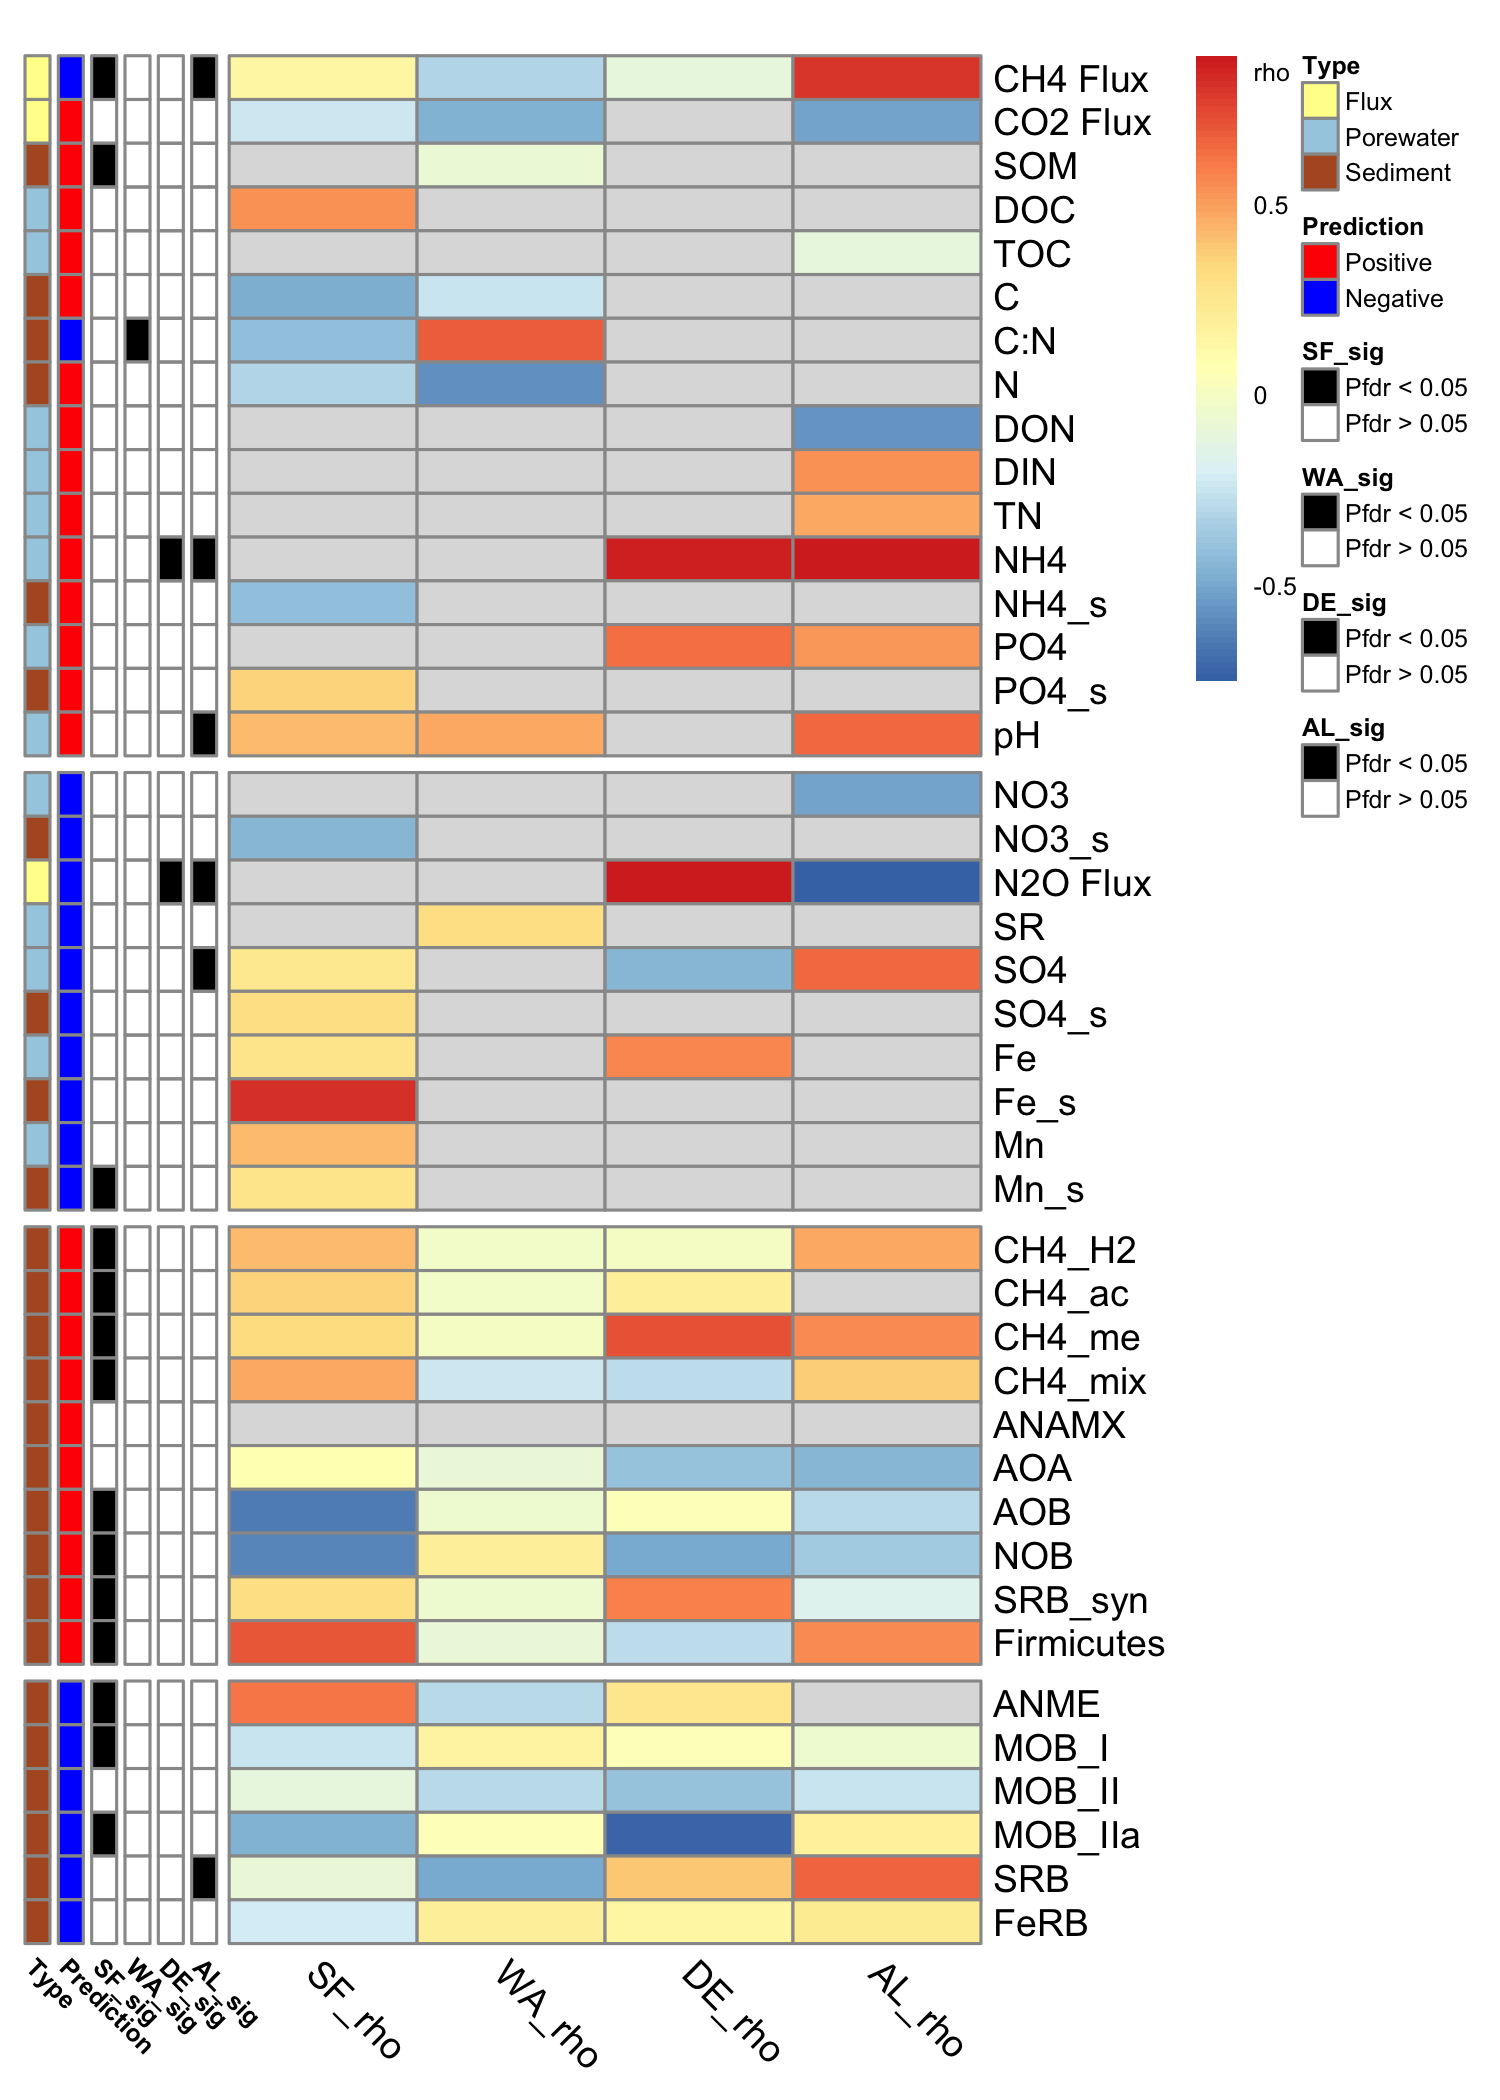 CH4 Flux
CO2 Flux
SOM
DOC
TOC
C
C:N
N
DON
DIN
TN
NH4
NH4_s
PO4
PO4_s
pH
NO3
NO3_s
N2O Flux
SR
SO4
SO4_s
Fe
Fe_s
Mn
Mn_s
CH4_H2
CH4_ac
CH4_me
CH4_mix
ANAMX
AOA
AOB
NOB
SRB_syn
Firmicutes
ANME
MOB_I
MOB_II
MOB_IIa
SRB
FeRB
Type
Prediction
SF_sig
WA_sig
DE_sig
AL_sig
SF_rho
WA_rho
DE_rho
AL_rho
rho
0.5
0
-0.5
Type
Flux
Porewater
Sediment
Prediction
Positive
Negative
SF_sig
Pfdr < 0.05
Pfdr > 0.05
WA_sig
Pfdr < 0.05
Pfdr > 0.05
DE_sig
Pfdr < 0.05
Pfdr > 0.05
AL_sig
Pfdr < 0.05
Pfdr > 0.05